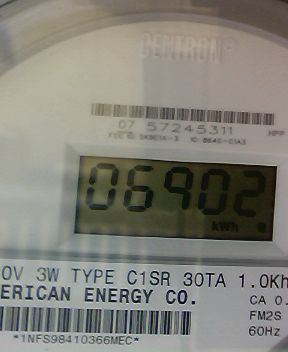 CENTRON®
07 57245311
HPP
06902
kWh
0V 3W TYPE C1SR 30TA 1.0Kh
ERICAN ENERGY CO.
CA 0.
FM2S
60Hz
*1NFS98410366MEC*